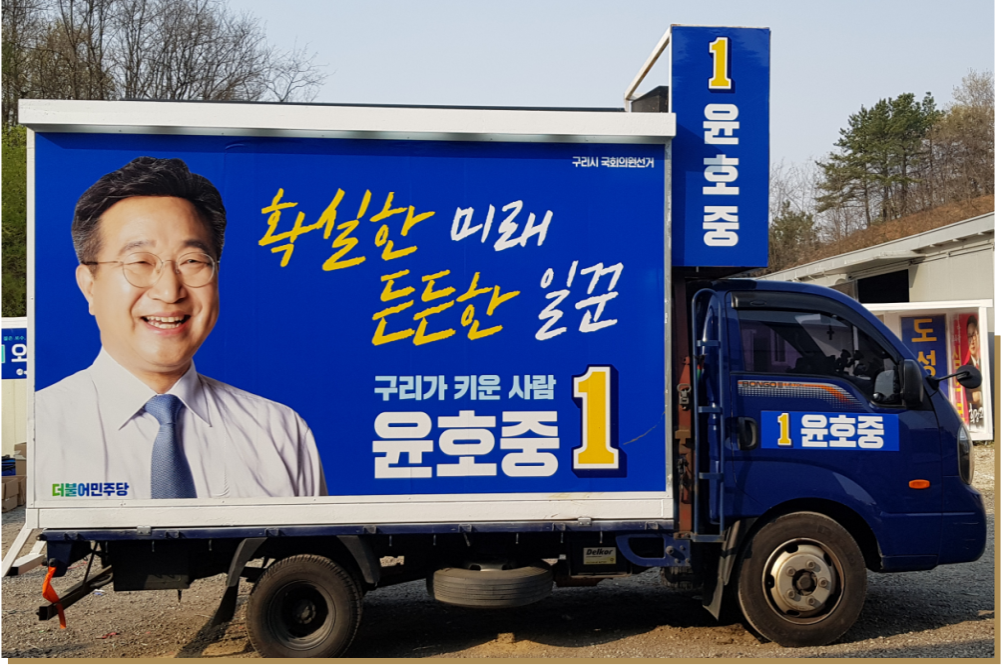 구리시 국회의원선거
확실한 미래
든든한 일꾼
구리가 키운 사람
윤호중 1
더불어민주당
1
윤
호
중
BONGO III
1 윤호중
Delkor
도
성
오